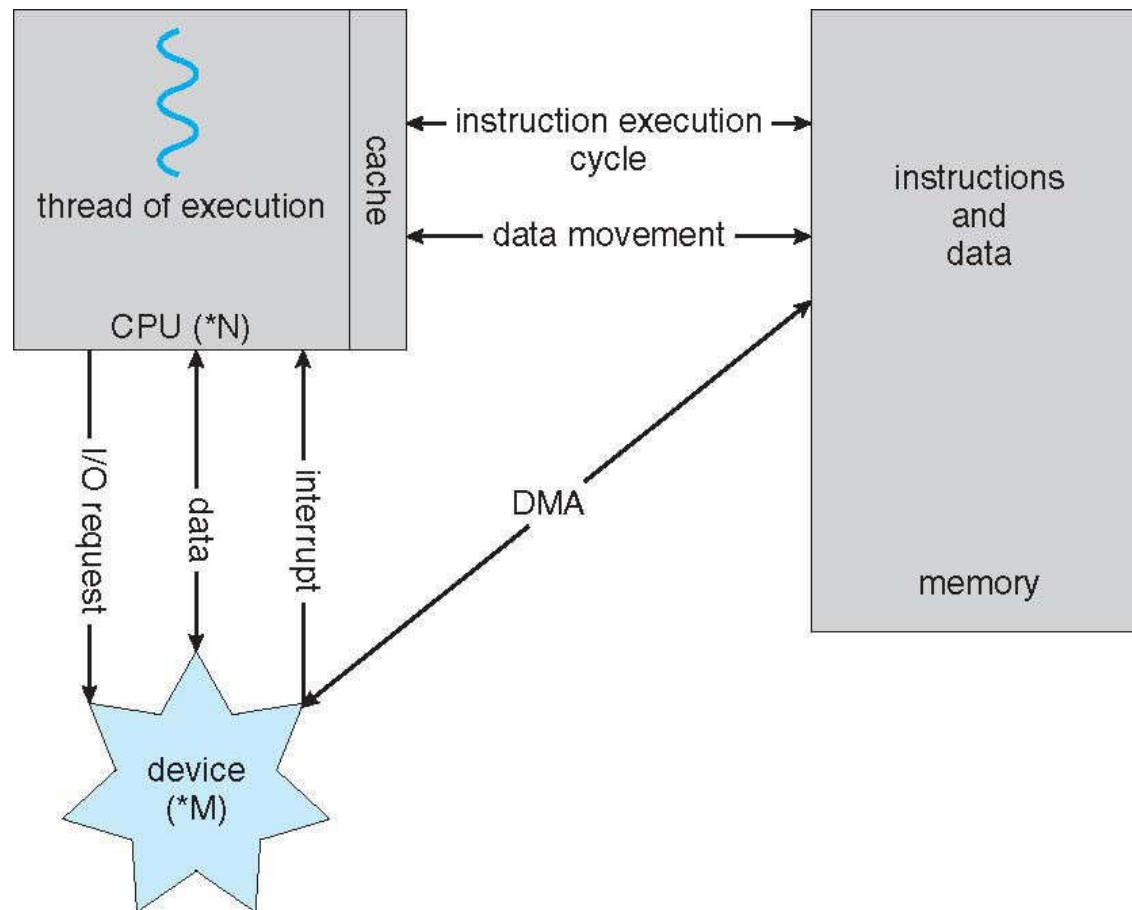 thread of execution
CPU (*N)
cache
instruction execution
cycle
data movement
instructions
and
data
memory
I/O request
data
interrupt
DMA
device
(*M)